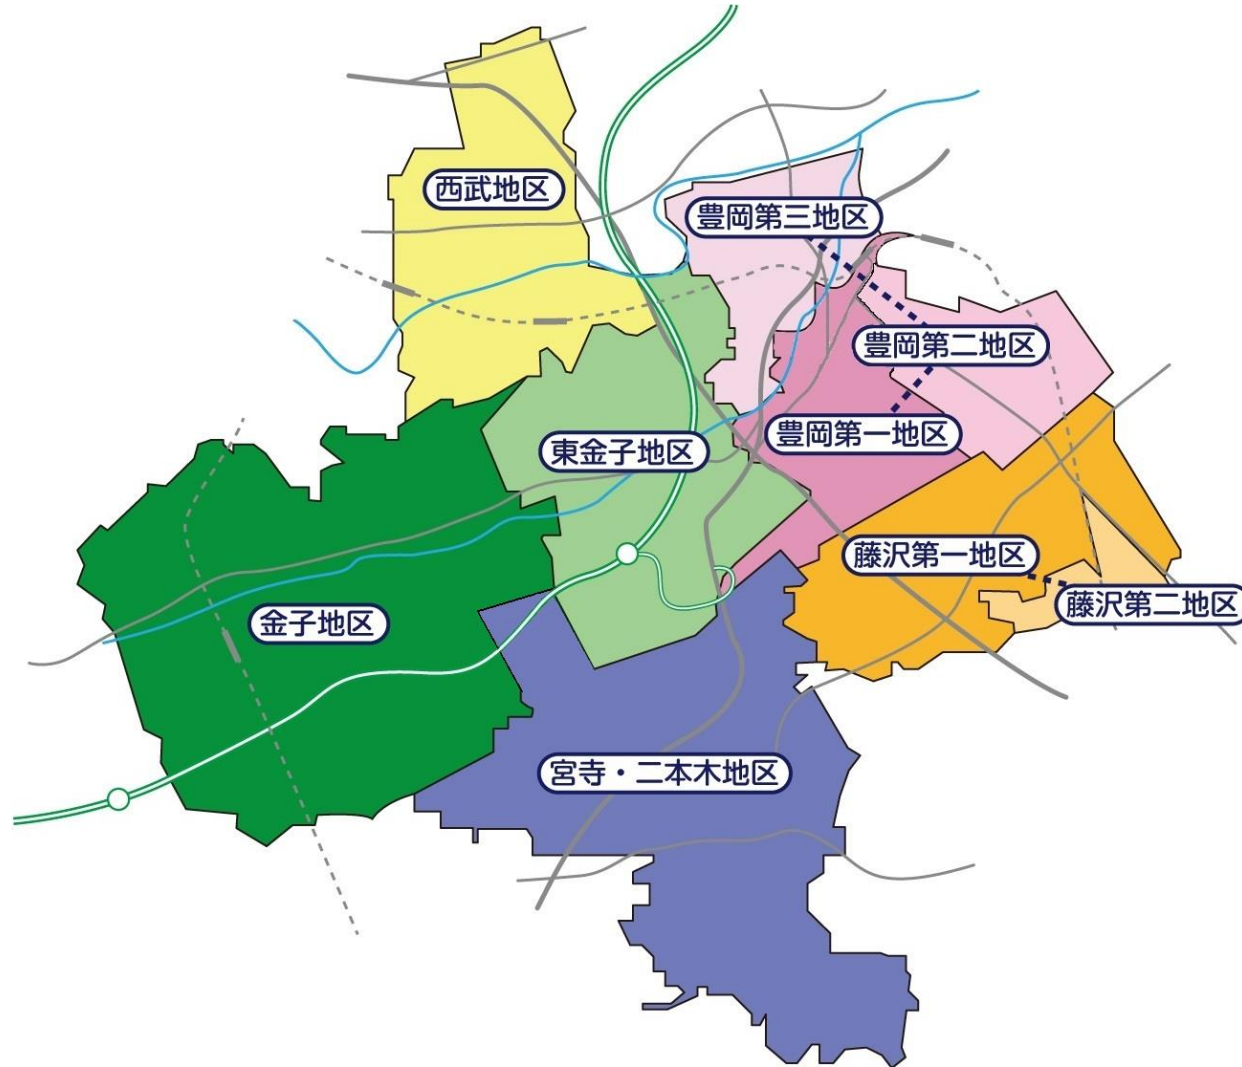 西武地区
豊岡第三地区
豊岡第二地区
豊岡第一地区
東金子地区
藤沢第一地区
藤沢第二地区
金子地区
宮寺・二本木地区